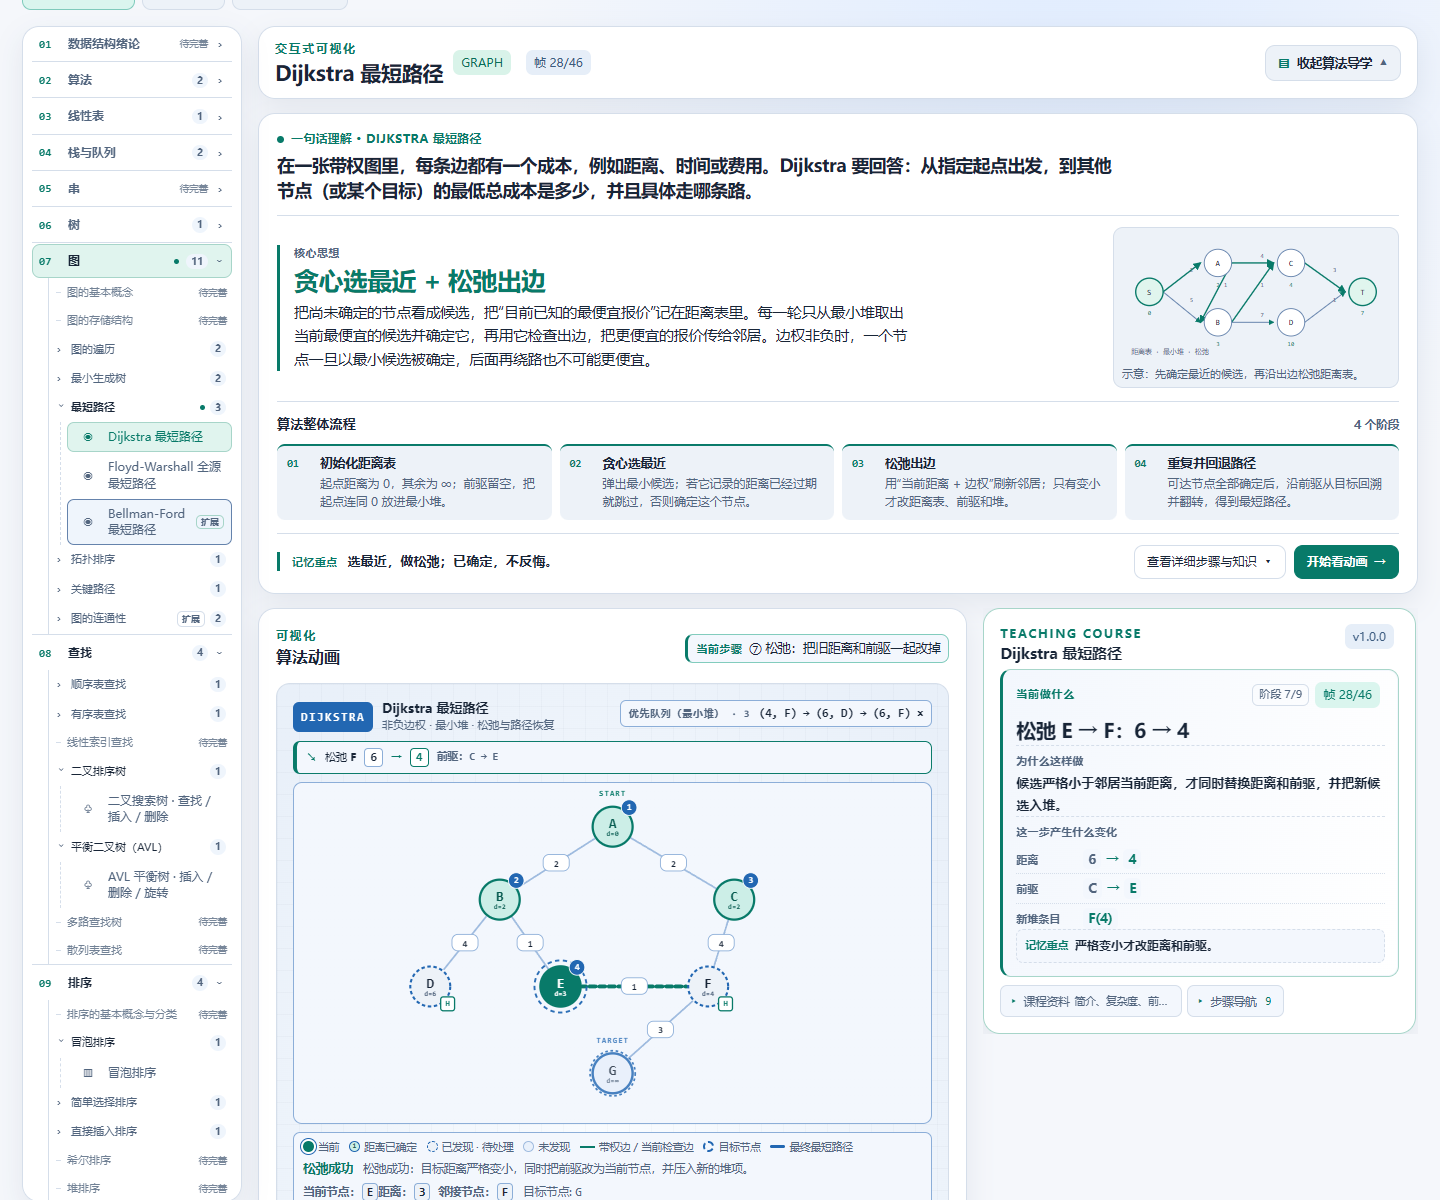 01 数据结构绪论 待完善 ›
02 算法 2 ›
03 线性表 1 ›
04 栈与队列 2 ›
05 串 待完善 ›
06 树 1 ›
07 图 11
图的基本概念 待完善
图的存储结构 待完善
图的遍历 2
最小生成树 2
最短路径 3
Dijkstra 最短路径
Floyd-Warshall 全源
最短路径
Bellman-Ford
最短路径 扩展
拓扑排序 1
关键路径 1
图的连通性 扩展 2
08 查找 4
顺序表查找 1
有序表查找 1
线性索引查找 待完善
二叉排序树 1
二叉搜索树 · 查找 /
插入 / 删除
平衡二叉树（AVL） 1
AVL 平衡树 · 插入 /
删除 / 旋转
多路查找树 待完善
散列表查找 待完善
09 排序 4
排序的基本概念与分类 待完善
冒泡排序 1
冒泡排序
简单选择排序 1
直接插入排序 1
希尔排序 待完善
堆排序 待完善
交互式可视化
Dijkstra 最短路径 GRAPH 帧 28/46
收起算法导学 ▲
一句话理解 • DIJKSTRA 最短路径
在一张带权图里，每条边都有一个成本，例如距离、时间或费用。Dijkstra 要回答：从指定起点出发，到其他
节点（或某个目标）的最低总成本是多少，并且具体走哪条路。
核心思想
贪心选最近 + 松弛出边
把尚未确定的节点看成候选，把“目前已知的最便宜报价”记在距离表里。每一轮只从最小堆取出
当前最便宜的候选并确定它，再用它检查出边，把更便宜的报价传给邻居。边权非负时，一个节
点一旦以最小候选被确定，后面再绕路也不可能更便宜。
A 4 C
3
S 5 2 1 1 4 T
0 7
B 7 D
3 10
距离表 · 最小堆 · 松弛
示意：先确定最近的候选，再沿出边松弛距离表。
算法整体流程 4 个阶段
01 初始化距离表
起点距离为 0，其余为 ∞；前驱留空，把
起点连同 0 放进最小堆。
02 贪心选最近
弹出最小候选；若它记录的距离已经过期
就跳过，否则确定这个节点。
03 松弛出边
用“当前距离 + 边权”刷新邻居；只有变小
才改距离表、前驱和堆。
04 重复并回退路径
可达节点全部确定后，沿前驱从目标回溯
并翻转，得到最短路径。
记忆重点 选最近，做松弛；已确定，不反悔。
查看详细步骤与知识 ▾ 开始看动画 →
可视化
算法动画
当前步骤 ⑦ 松弛：把旧距离和前驱一起改掉
DIJKSTRA
Dijkstra 最短路径
非负边权 · 最小堆 · 松弛与路径恢复
优先队列（最小堆） · 3 (4, F) → (6, D) → (6, F) ×
↘ 松弛 F 6 → 4 前驱：C → E
START
1
A
d=0
2 2
2 3
B C
d=2 d=2
4 1 4
4
D E F
d=6 d=3 1 d=4
H H
3
TARGET
G
d=∞
当前 1 距离已确定 已发现 · 待处理 未发现 带权边 / 当前检查边 目标节点 最终最短路径
松弛成功 松弛成功：目标距离严格变小，同时把前驱改为当前节点，并压入新的堆项。
当前节点： E 距离： 3 邻接节点： F 目标节点：G
TEACHING COURSE
Dijkstra 最短路径
v1.0.0
当前做什么 阶段 7/9 帧 28/46
松弛 E → F：6 → 4
为什么这样做
候选严格小于邻居当前距离，才同时替换距离和前驱，并把新候
选入堆。
这一步产生什么变化
距离 6 → 4
前驱 C → E
新堆条目 F(4)
记忆重点 严格变小才改距离和前驱。
▸ 课程资料 简介、复杂度、前…
▸ 步骤导航 9